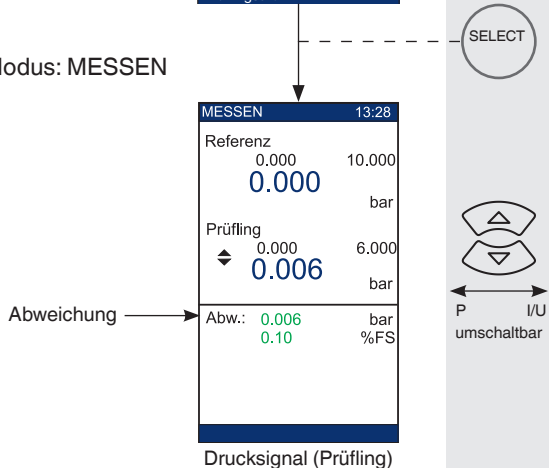 SELECT
Modus: MESSEN
MESSEN 13:28
Referenz
0.000 10.000
0.000
bar
Prüfling
0.000 6.000
0.006
bar
P I/U
umschaltbar
Abweichung
Abw.: 0.006 bar
0.10 %FS
Drucksignal (Prüfling)